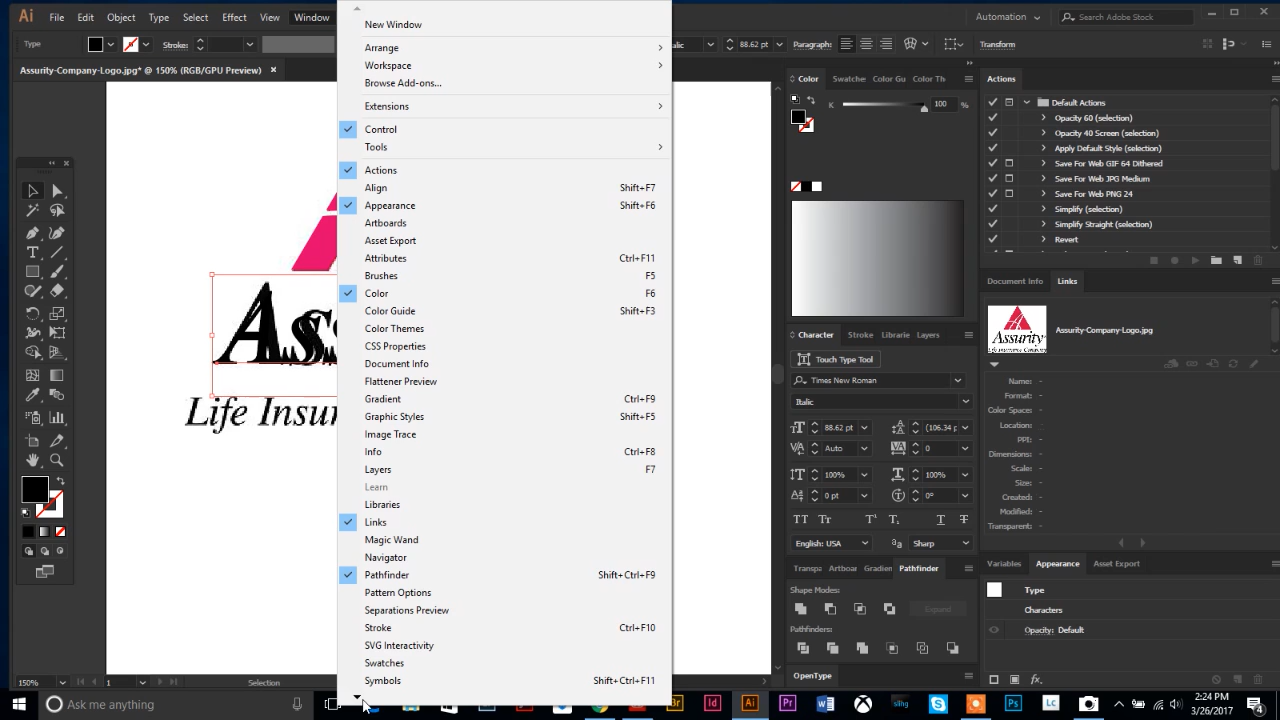 Ai File Edit Object Type Select Effect View Window Automation Search Adobe Stock
Type Stroke: 88.62 pt Paragraph: Transform
Assurity-Company-Logo.jpg* @ 150% (RGB/GPU Preview)
New Window
Arrange
Workspace
Browse Add-ons...
Extensions
Control
Tools
Actions
Align Shift+F7
Appearance Shift+F6
Artboards
Asset Export
Attributes Ctrl+F11
Brushes F5
Color F6
Color Guide Shift+F3
Color Themes
CSS Properties
Document Info
Flattener Preview
Gradient Ctrl+F9
Graphic Styles Shift+F5
Image Trace
Info Ctrl+F8
Layers F7
Learn
Libraries
Links
Magic Wand
Navigator
Pathfinder Shift+Ctrl+F9
Pattern Options
Separations Preview
Stroke Ctrl+F10
SVG Interactivity
Swatches
Symbols Shift+Ctrl+F11
Life Insur
Color Swatche Color Gu Color Th
K 100 %
Character Stroke Librarie Layers
Touch Type Tool
Times New Roman
Italic
88.62 pt (106.34 p
Auto 0
100% 100%
0 pt 0°
English: USA Sharp
Transpa Artboar Gradien Pathfinder
Shape Modes:
Expand
Pathfinders:
OpenType
Actions
Default Actions
Opacity 60 (selection)
Opacity 40 Screen (selection)
Apply Default Style (selection)
Save For Web GIF 64 Dithered
Save For Web JPG Medium
Save For Web PNG 24
Simplify (selection)
Simplify Straight (selection)
Revert
Document Info Links
Assurity
Assurity-Company-Logo.jpg
Name: -
Format: -
Color Space: -
Location: -
PPI: -
Dimensions: -
Scale: -
Size: -
Created: -
Modified: -
Transparent: -
Variables Appearance Asset Export
Type
Characters
Opacity: Default
150% 1 Selection
Ask me anything
Br Id Ai Pr sling Ps Lc
2:24 PM